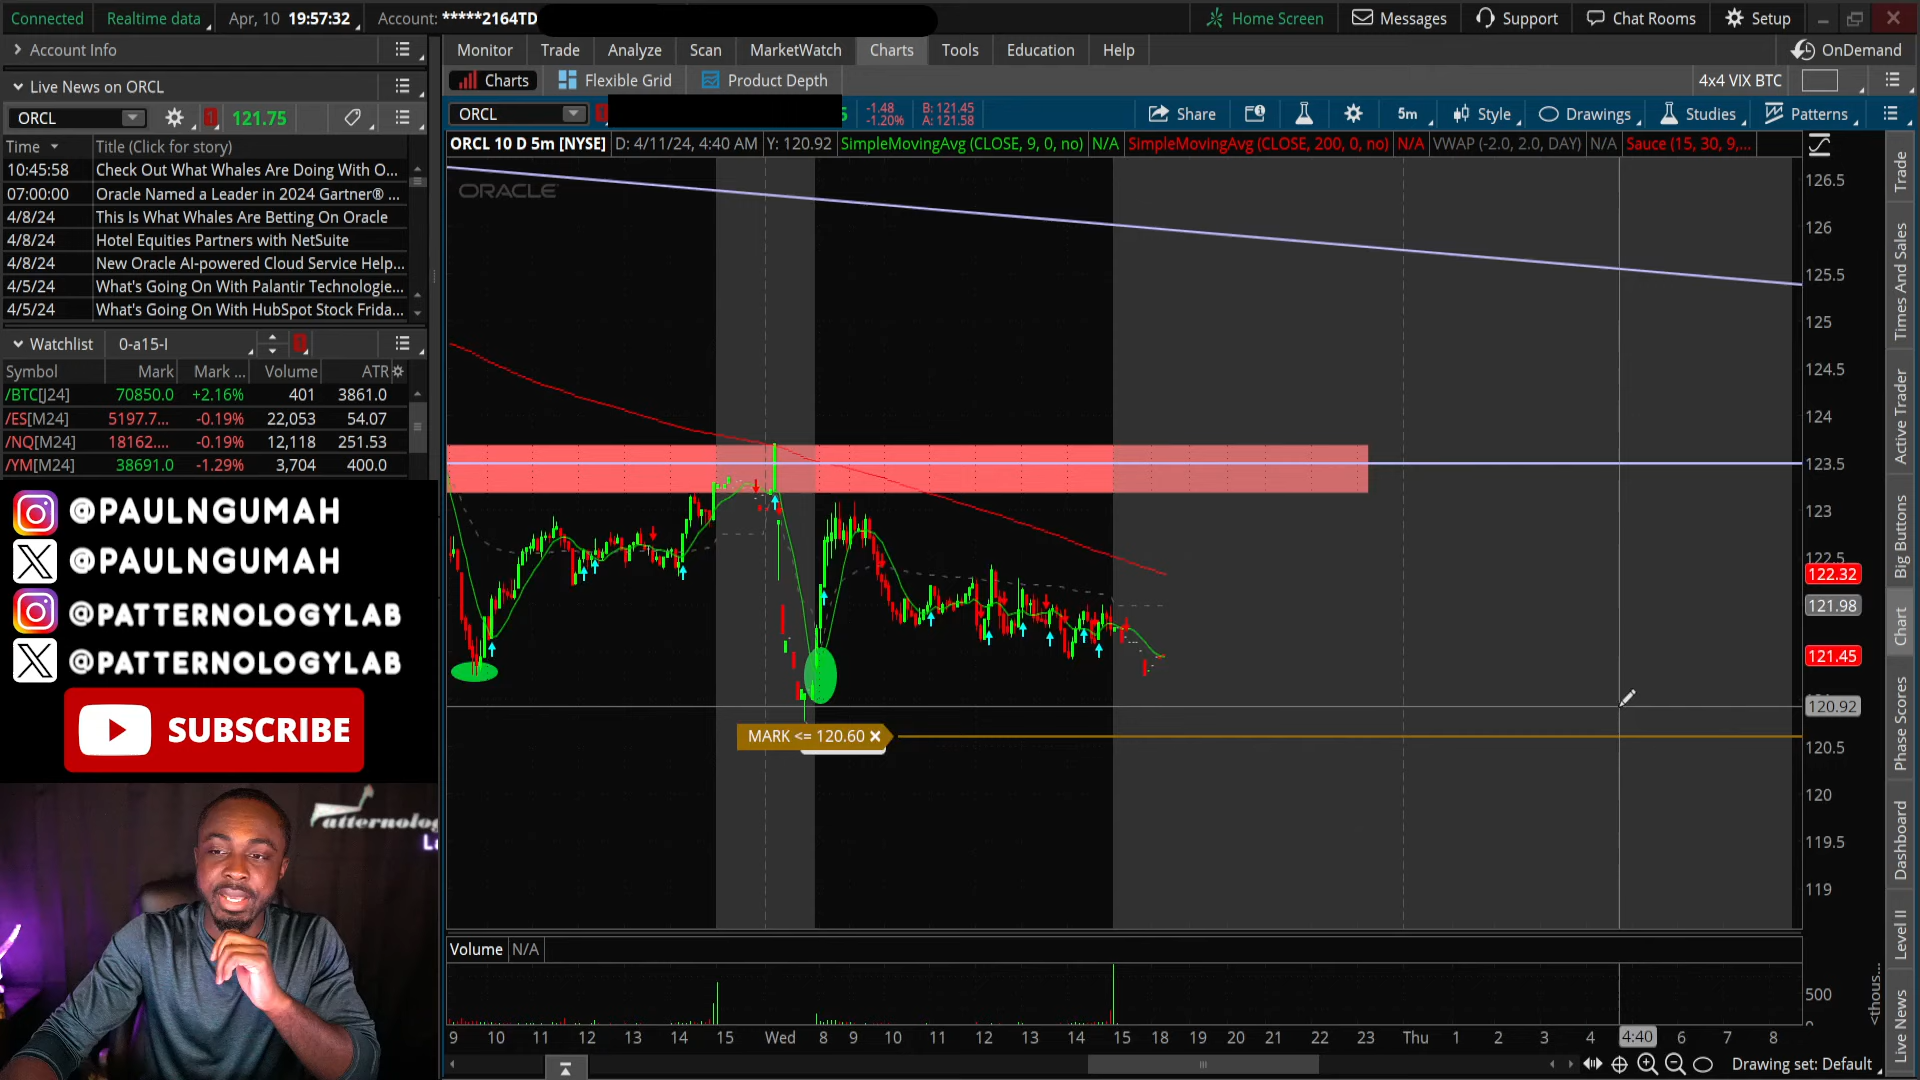 Connected Realtime data Apr, 10 19:57:32 Account: *****2164TD Home Screen Messages Support Chat Rooms Setup
Account Info Monitor Trade Analyze Scan MarketWatch Charts Tools Education Help OnDemand
Live News on ORCL Charts Flexible Grid Product Depth 4x4 VIX BTC
ORCL 1 121.75 ORCL -1.48 -1.20% B: 121.45 A: 121.58 Share 5m Style Drawings Studies Patterns
ORCL 10 D 5m [NYSE] D: 4/11/24, 4:40 AM Y: 120.92 SimpleMovingAvg (CLOSE, 9, 0, no) N/A SimpleMovingAvg (CLOSE, 200, 0, no) N/A VWAP (-2.0, 2.0, DAY) N/A Sauce (15, 30, 9,...
Time Title (Click for story)
10:45:58 Check Out What Whales Are Doing With O...
07:00:00 Oracle Named a Leader in 2024 Gartner® ...
4/8/24 This Is What Whales Are Betting On Oracle
4/8/24 Hotel Equities Partners with NetSuite
4/8/24 New Oracle AI-powered Cloud Service Help...
4/5/24 What's Going On With Palantir Technologie...
4/5/24 What's Going On With HubSpot Stock Frida...
Watchlist 0-a15-I
Symbol Mark Mark ... Volume ATR
/BTC[J24] 70850.0 +2.16% 401 3861.0
/ES[M24] 5197.7... -0.19% 22,053 54.07
/NQ[M24] 18162.... -0.19% 12,118 251.53
/YM[M24] 38691.0 -1.29% 3,704 400.0
@PAULNGUMAH
@PAULNGUMAH
@PATTERNOLOGYLAB
@PATTERNOLOGYLAB
SUBSCRIBE
atternolog
L
ORACLE
MARK <= 120.60
126.5
126
125.5
125
124.5
124
123.5
123
122.5
122.32
121.98
121.45
120.92
120.5
120
119.5
119
Volume N/A
500
0
<thous...
9 10 11 12 13 14 15 Wed 8 9 10 11 12 13 14 15 18 19 20 21 22 23 Thu 1 2 3 4 4:40 6 7 8
Drawing set: Default
Trade
Times And Sales
Active Trader
Big Buttons
Chart
Phase Scores
Dashboard
Level II
Live News